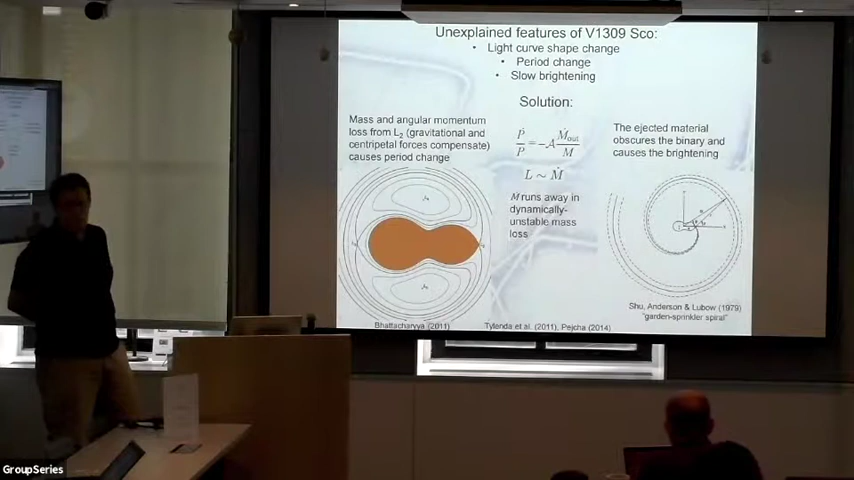 Unexplained features of V1309 Sco:
• Light curve shape change
• Period change
• Slow brightening
Solution:
Mass and angular momentum
loss from L₂ (gravitational and
centripetal forces compensate)
causes period change
Ṗ/P = -𝒜 Ṁout/M
L ~ Ṁ
Ṁ runs away in
dynamically-
unstable mass
loss
The ejected material
obscures the binary and
causes the brightening
Bhattacharyya (2011)
Tylenda et al. (2011), Pejcha (2014)
Shu, Anderson & Lubow (1979)
"garden-sprinkler spiral"
GroupSeries